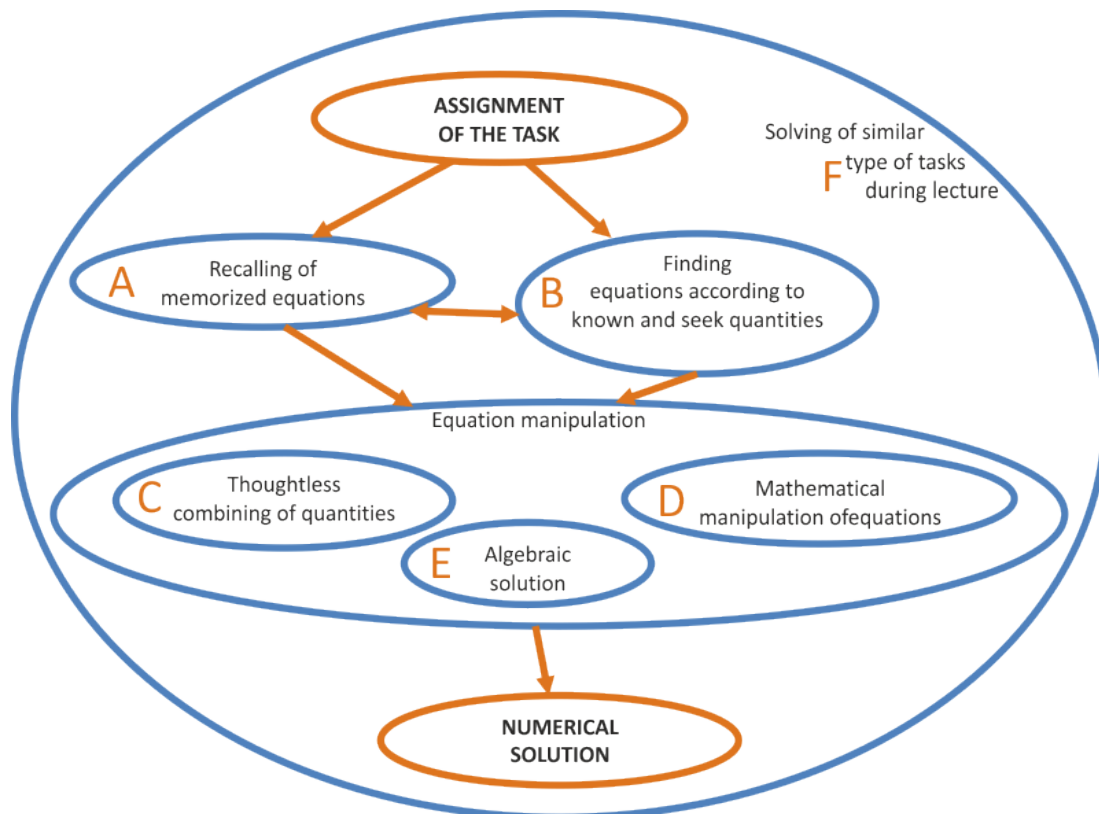 ASSIGNMENT
OF THE TASK
Solving of similar
type of tasks
F
during lecture
A
Recalling of
memorized equations
B
Finding
equations according to
known and seek quantities
Equation manipulation
C
Thoughtless
combining of quantities
D
Mathematical
manipulation ofequations
E
Algebraic
solution
NUMERICAL
SOLUTION